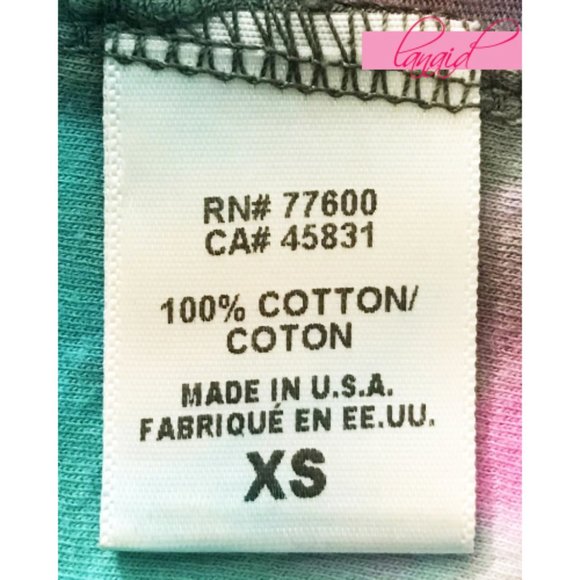 lanaid
RN# 77600
CA# 45831
100% COTTON/
COTON
MADE IN U.S.A.
FABRIQUÉ EN EE.UU.
XS